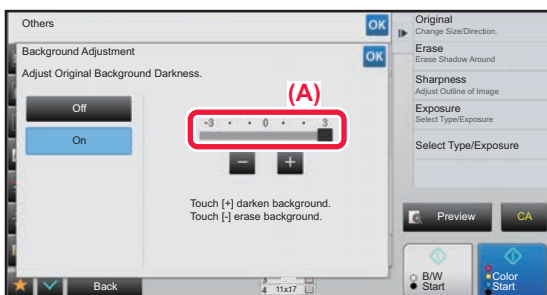 Others
OK
Background Adjustment
OK
Adjust Original Background Darkness.
Off
On
(A)
-3 • • 0 • • 3
−
+
Touch [+] darken background.
Touch [-] erase background.
Back
4 11x17
Original
Change Size/Direction.
Erase
Erase Shadow Around
Sharpness
Adjust Outline of Image
Exposure
Select Type/Exposure
Select Type/Exposure
Preview
CA
B/W
Start
Color
Start